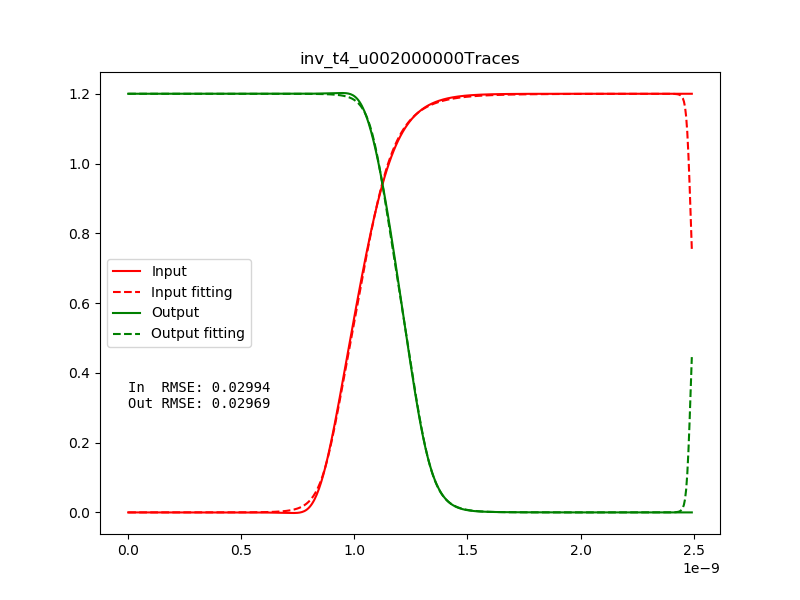 inv_t4_u002000000Traces
1.2
1.0
0.8
0.6
0.4
0.2
0.0
Input
Input fitting
Output
Output fitting
In  RMSE: 0.02994
Out RMSE: 0.02969
0.0 0.5 1.0 1.5 2.0 2.5
1e−9